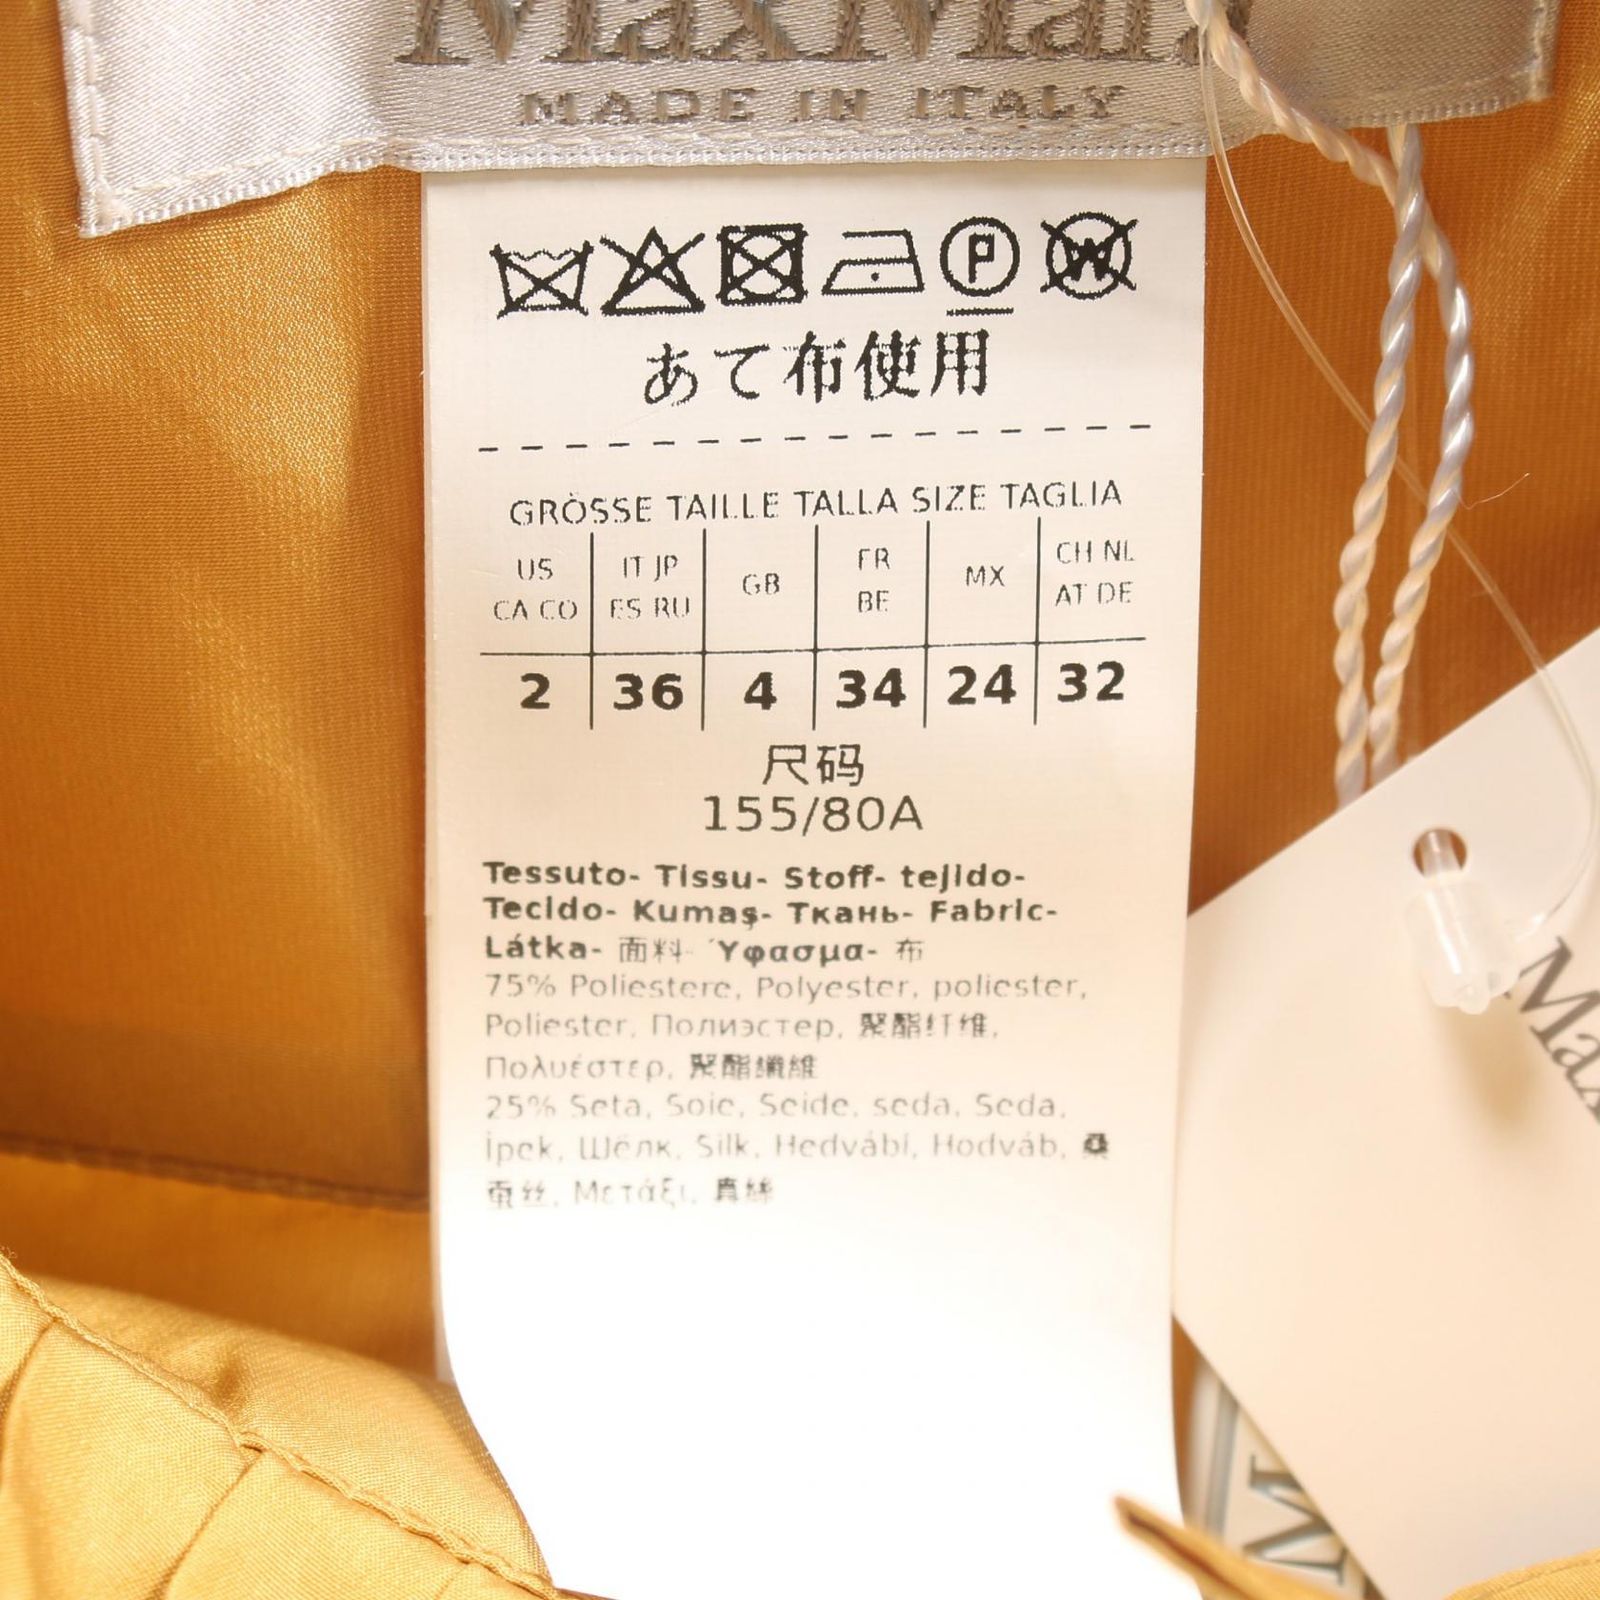 MaxMara
MADE IN ITALY
P W
あて布使用
GRÖSSE TAILLE TALLA SIZE TAGLIA
US CA CO IT JP ES RU GB FR BE MX CH NL AT DE
2 36 4 34 24 32
尺码
155/80A
Tessuto- Tissu- Stoff- tejido-
Tecido- Kumaş- Ткань- Fabric-
Látka- 面料- Ύφασμα- 布
75% Poliestere, Polyester, poliester,
Poliester, Полиэстер, 聚酯纤维,
Πολυέστερ, 聚酯纖維
25% Seta, Soie, Seide, seda, Seda,
İpek, Шёлк, Silk, Hedvábí, Hodváb, 桑
蚕丝, Μετάξι, 真絲
Max
M